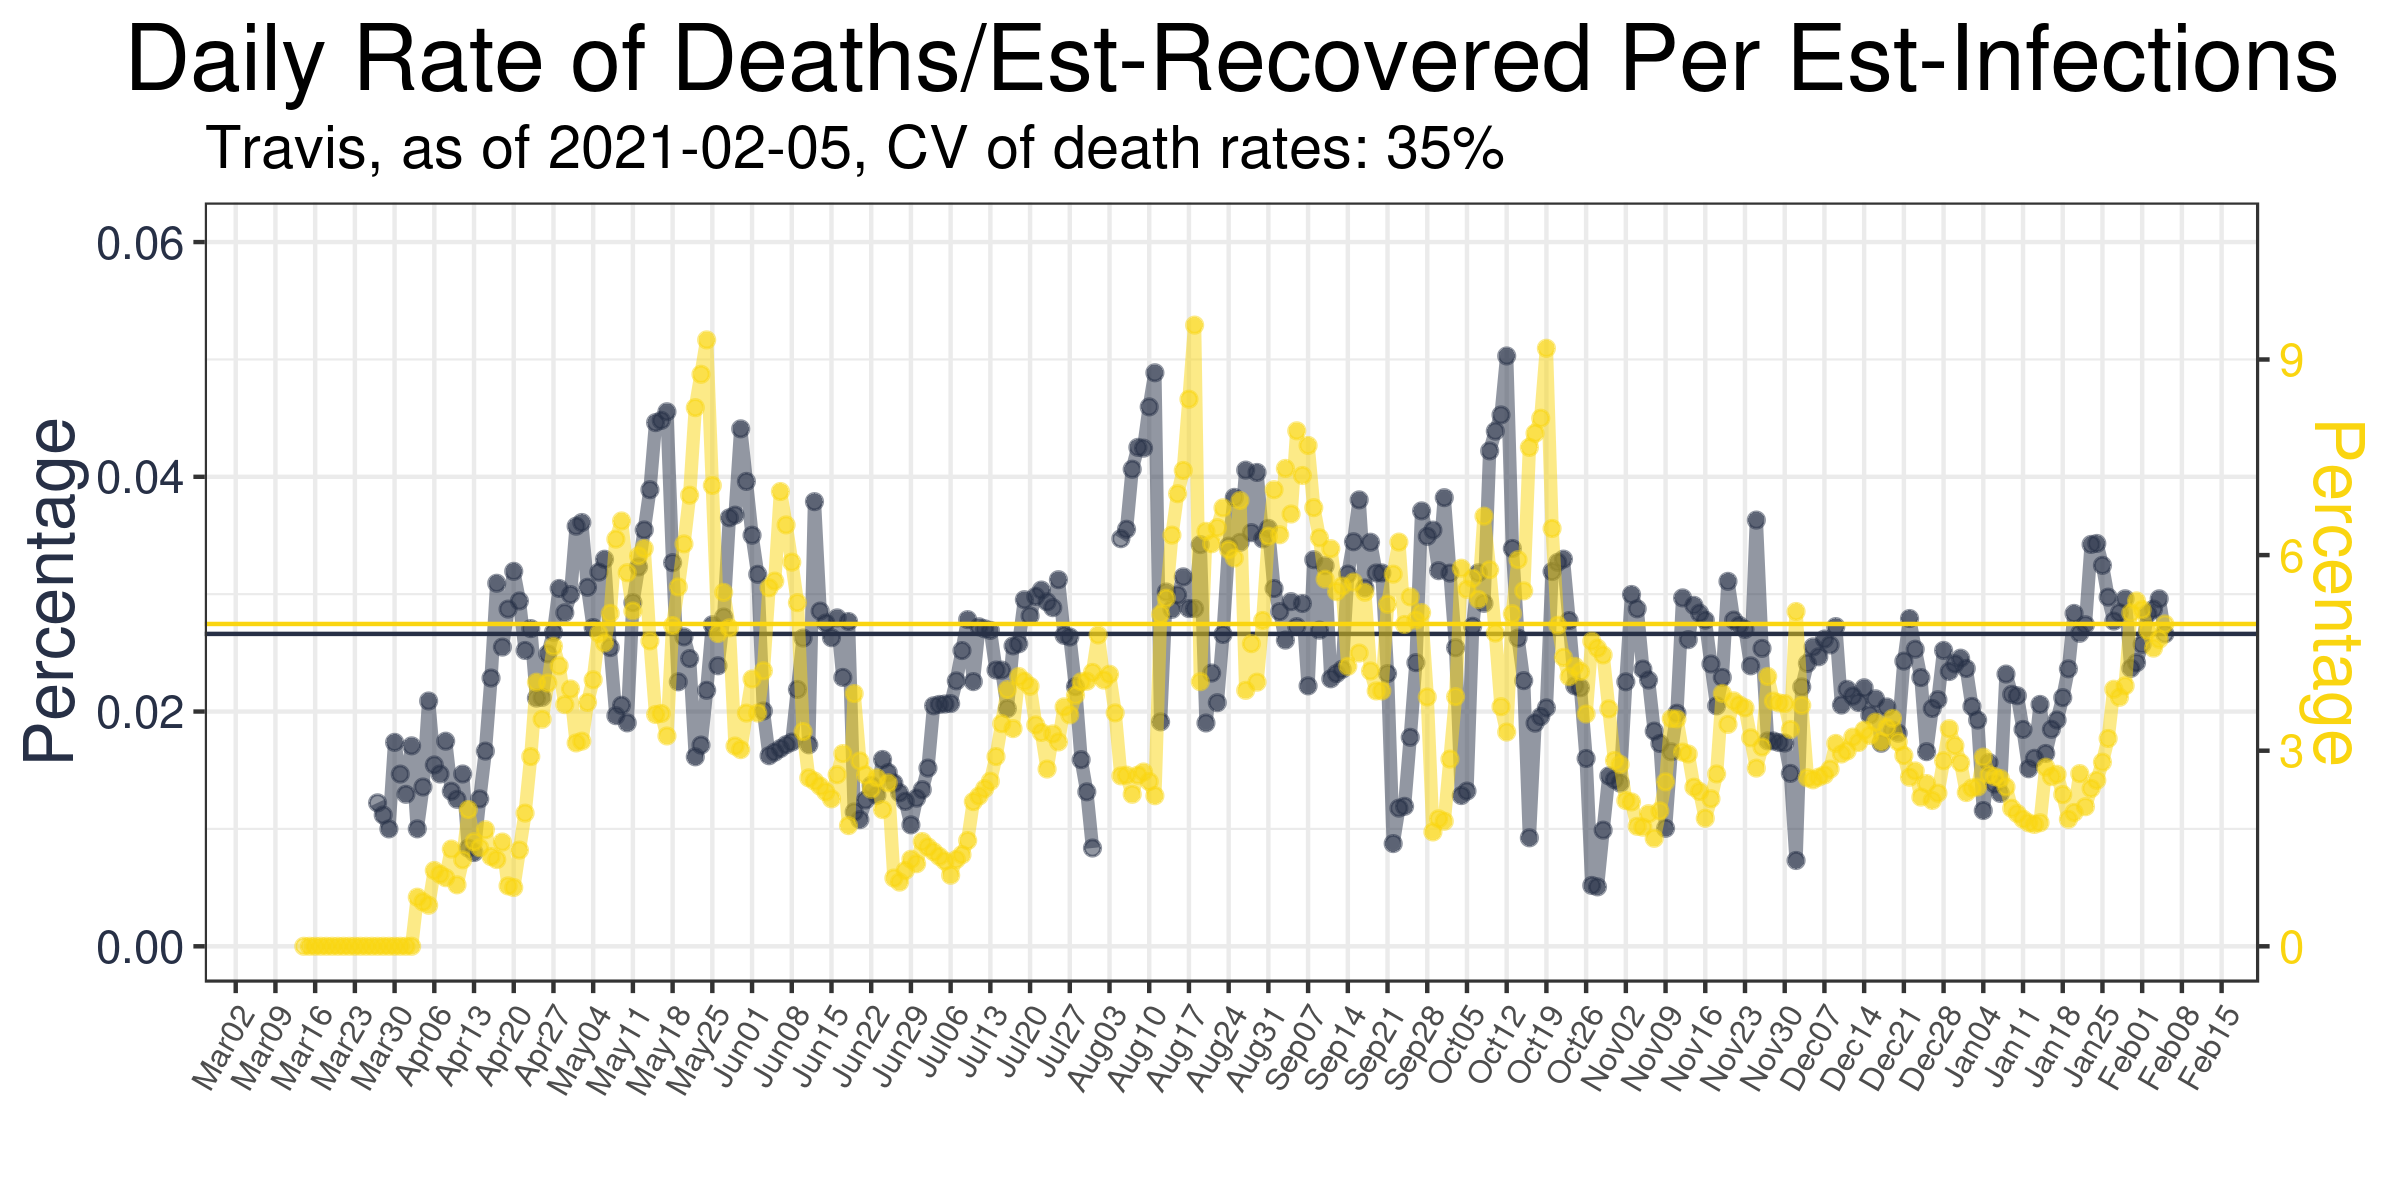 Daily Rate of Deaths/Est-Recovered Per Est-Infections
Travis, as of 2021-02-05, CV of death rates: 35%
Percentage
0.06
0.04
0.02
0.00
9
6
3
0
Percentage
Mar02
Mar09
Mar16
Mar23
Mar30
Apr06
Apr13
Apr20
Apr27
May04
May11
May18
May25
Jun01
Jun08
Jun15
Jun22
Jun29
Jul06
Jul13
Jul20
Jul27
Aug03
Aug10
Aug17
Aug24
Aug31
Sep07
Sep14
Sep21
Sep28
Oct05
Oct12
Oct19
Oct26
Nov02
Nov09
Nov16
Nov23
Nov30
Dec07
Dec14
Dec21
Dec28
Jan04
Jan11
Jan18
Jan25
Feb01
Feb08
Feb15